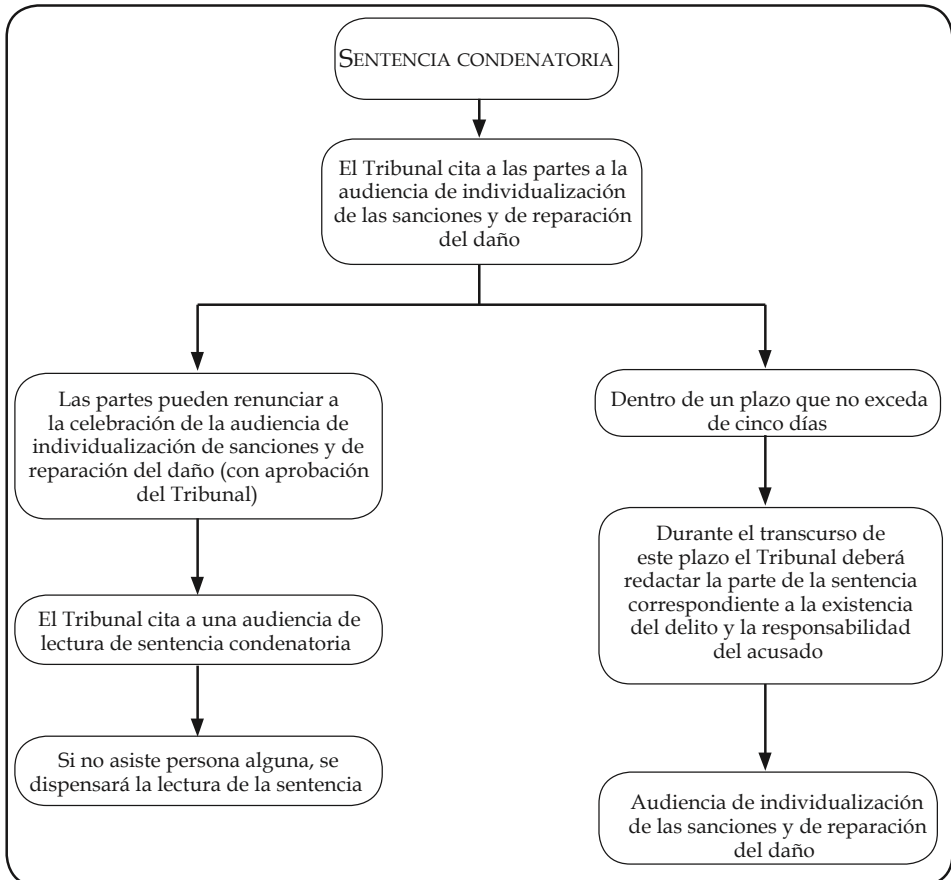 SENTENCIA CONDENATORIA
El Tribunal cita a las partes a la
audiencia de individualización
de las sanciones y de reparación
del daño
Las partes pueden renunciar a
la celebración de la audiencia de
individualización de sanciones y de
reparación del daño (con aprobación
del Tribunal)
El Tribunal cita a una audiencia de
lectura de sentencia condenatoria
Si no asiste persona alguna, se
dispensará la lectura de la sentencia
Dentro de un plazo que no exceda
de cinco días
Durante el transcurso de
este plazo el Tribunal deberá
redactar la parte de la sentencia
correspondiente a la existencia
del delito y la responsabilidad
del acusado
Audiencia de individualización
de las sanciones y de reparación
del daño